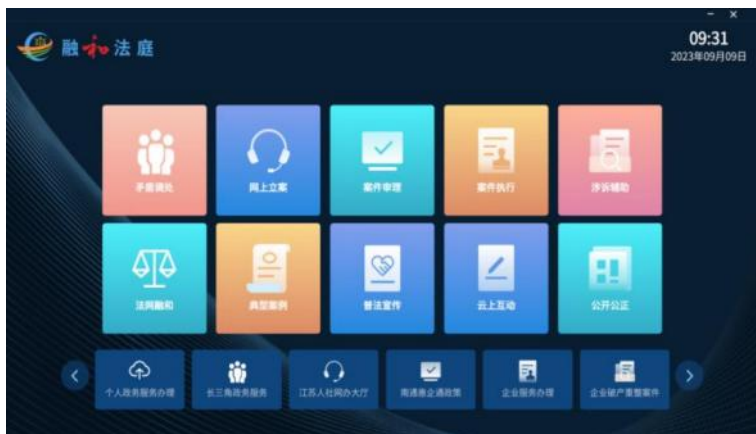 融和法庭
09:31
2023年09月09日
矛盾调处
网上立案
案件审理
案件执行
涉诉辅助
法网融和
典型案例
普法宣传
云上互动
公开公正
个人政务服务办理
长三角政务服务
江苏人社网办大厅
南通惠企通政策
企业服务办理
企业破产重整案件